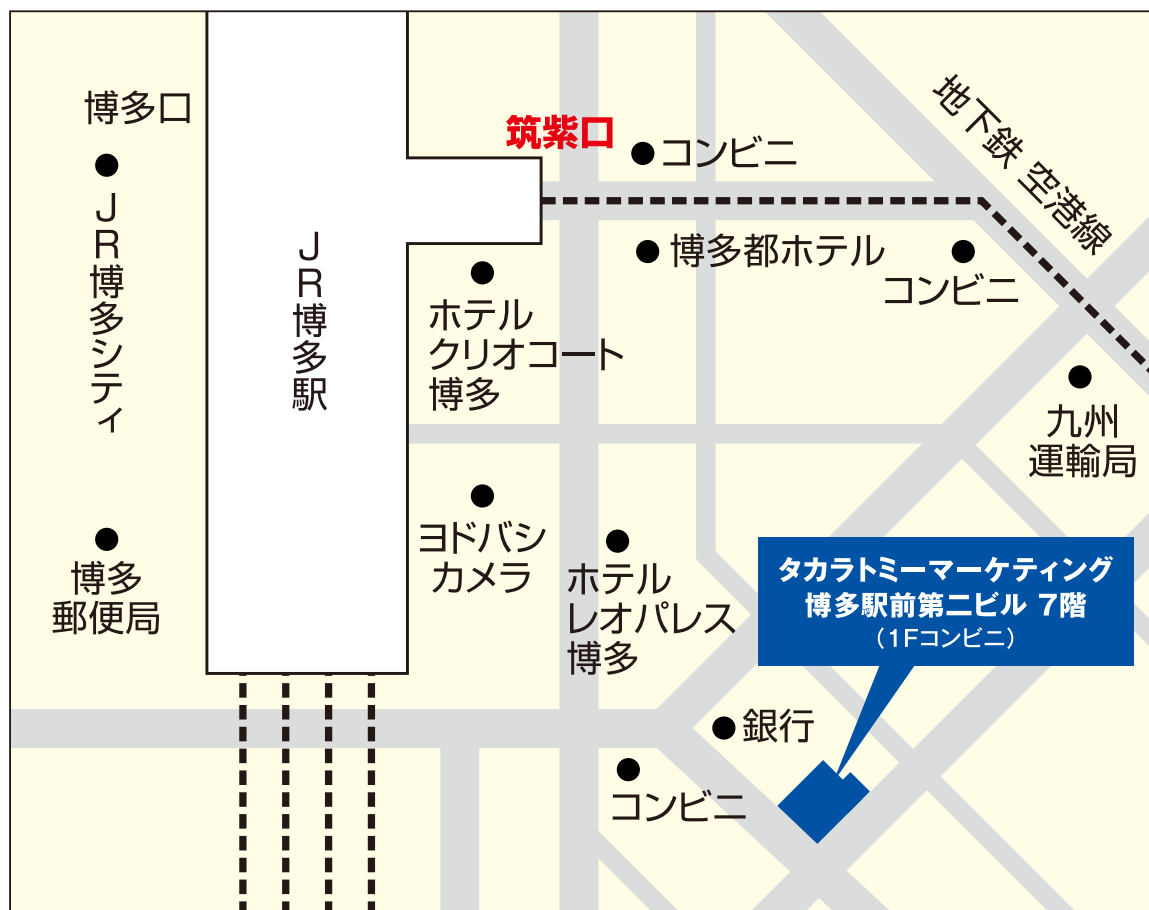 博多口
JR博多シティ
博多
郵便局
JR博多駅
筑紫口
コンビニ
地下鉄 空港線
博多都ホテル
コンビニ
ホテル
クリオコート
博多
九州
運輸局
ヨドバシ
カメラ
ホテル
レオパレス
博多
タカラトミーマーケティング
博多駅前第二ビル 7階
(1Fコンビニ)
銀行
コンビニ